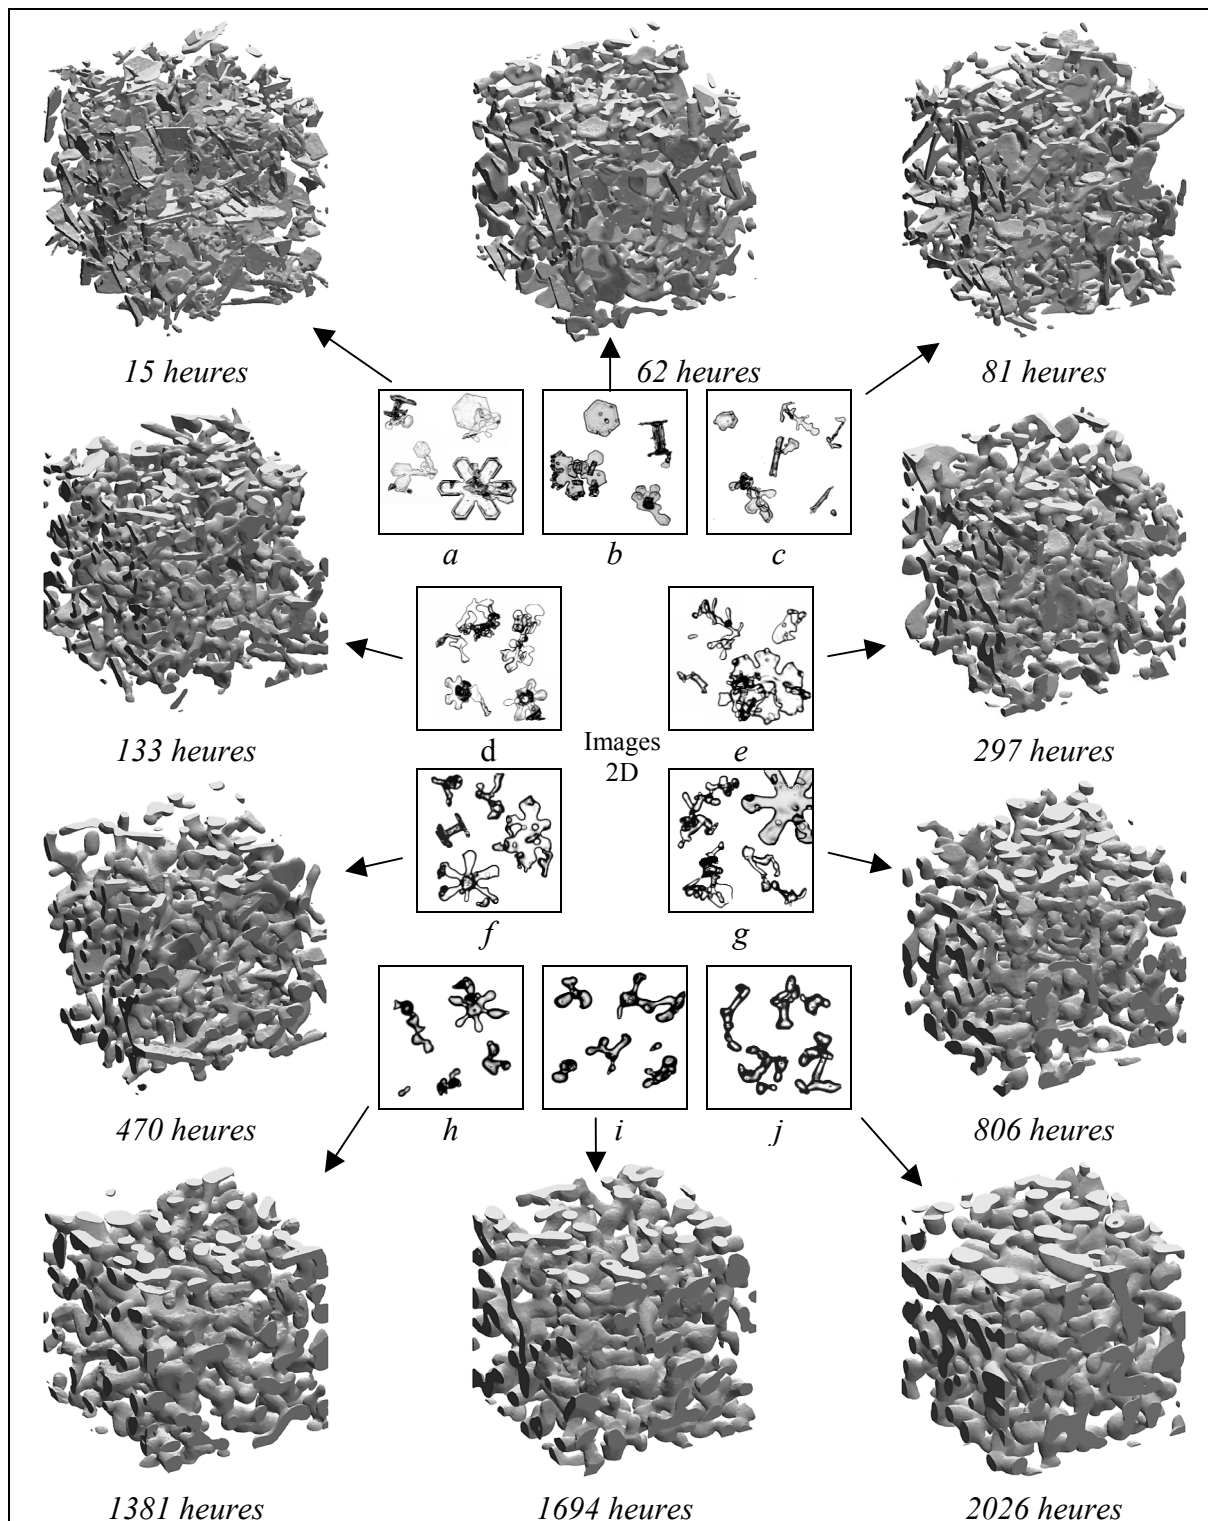 15 heures
62 heures
81 heures
a
b
c
133 heures
d
Images
2D
e
297 heures
470 heures
f
g
806 heures
h
i
j
1381 heures
1694 heures
2026 heures